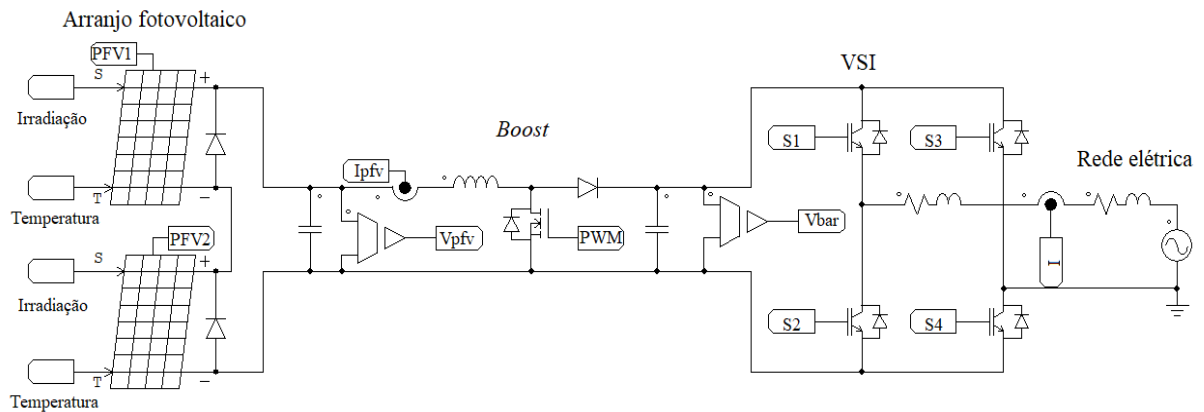 Arranjo fotovoltaico
PFV1
S
+
Irradiação
T
−
Temperatura
PFV2
S
+
Irradiação
T
−
Temperatura
Boost
Ipfv
Vpfv
PWM
Vbar
VSI
S1
S3
S2
S4
I
Rede elétrica